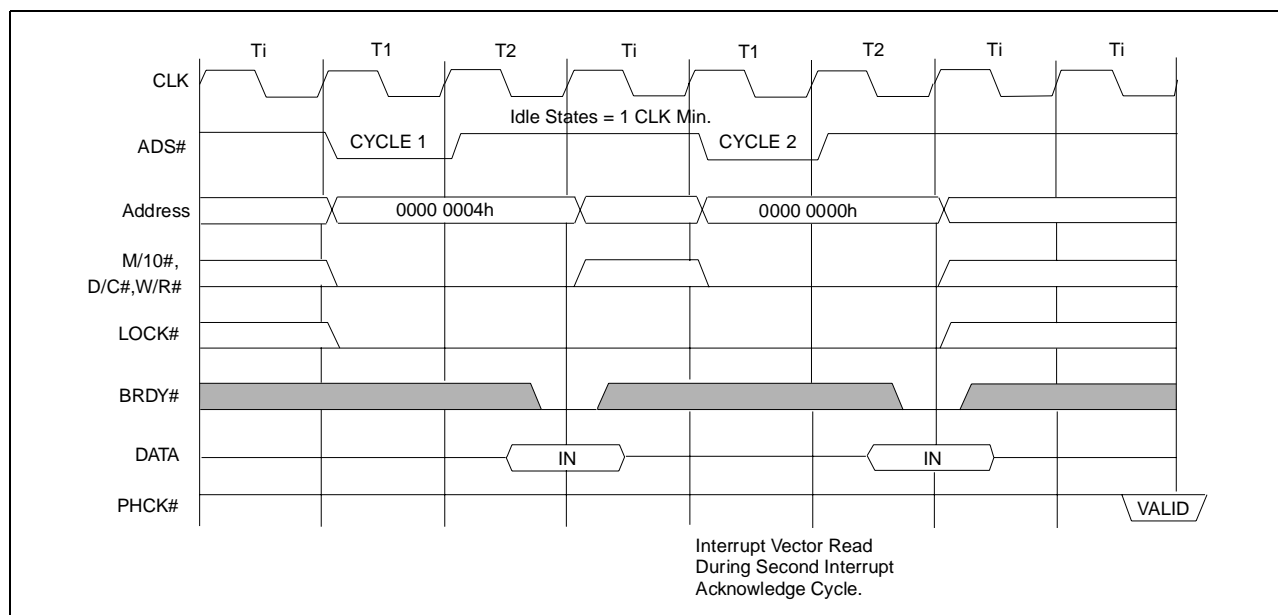 Ti T1 T2 Ti T1 T2 Ti Ti
CLK
Idle States = 1 CLK Min.
ADS#
CYCLE 1
CYCLE 2
Address
0000 0004h
0000 0000h
M/10#,
D/C#,W/R#
LOCK#
BRDY#
DATA
IN
IN
PHCK#
VALID
Interrupt Vector Read
During Second Interrupt
Acknowledge Cycle.